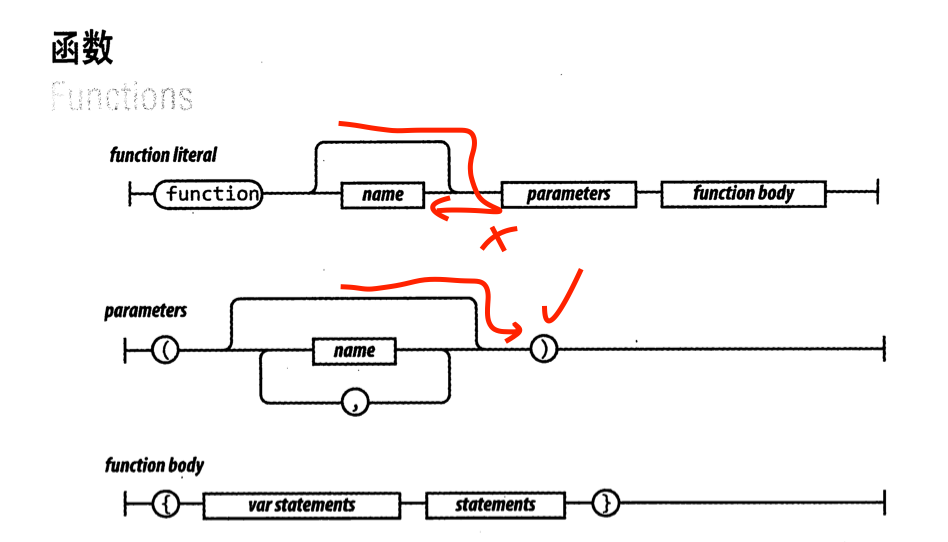 函数
Functions
function literal
function name parameters function body
parameters
( name )
,
function body
{ var statements statements }